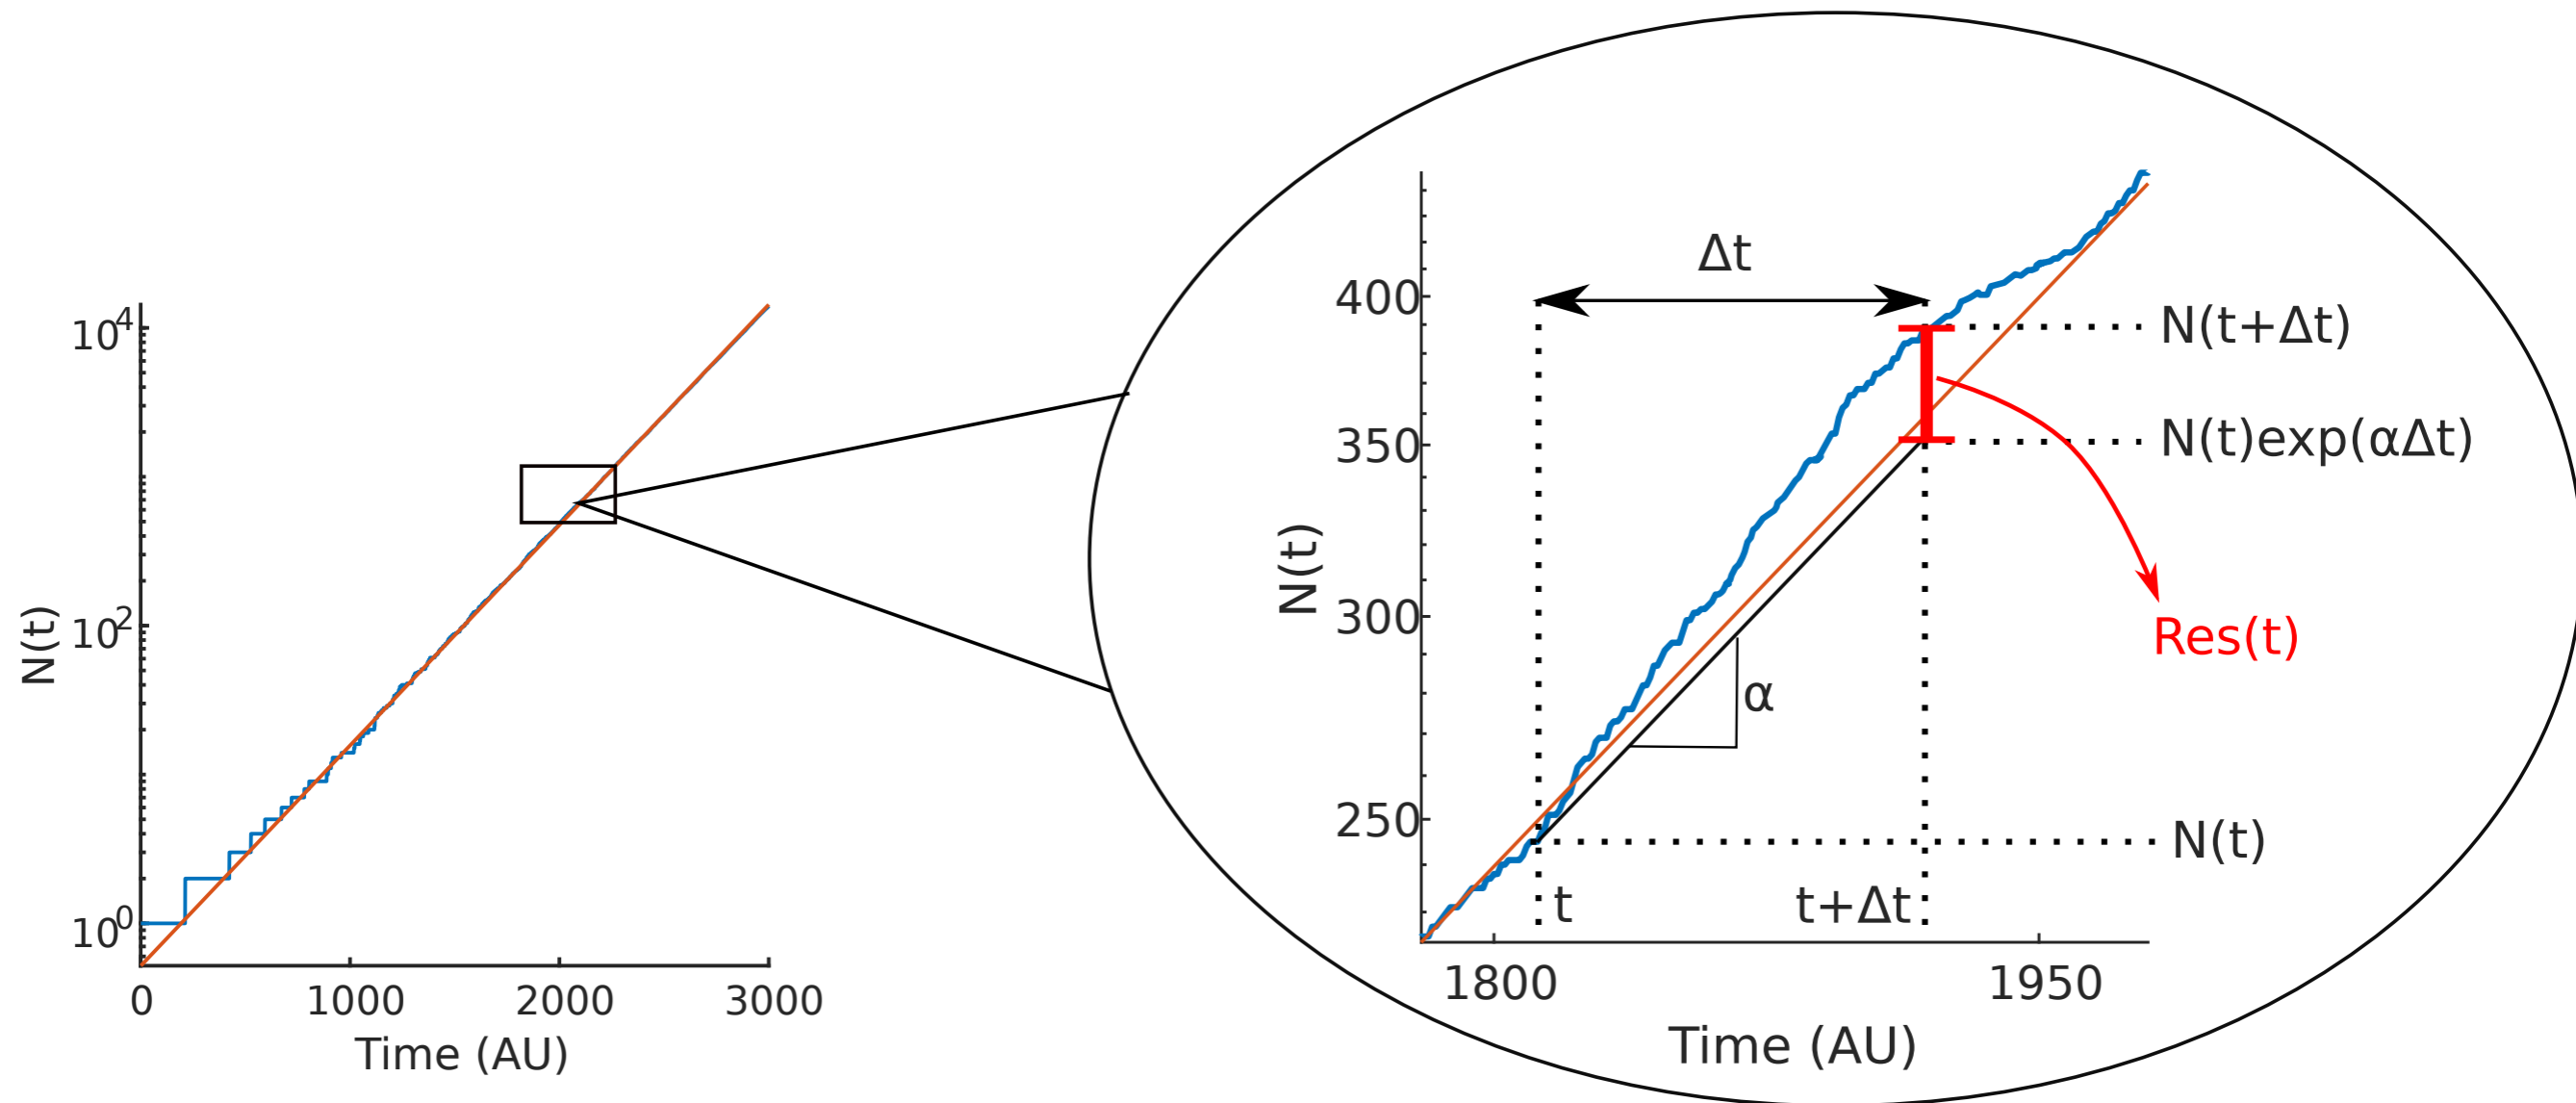 N(t)
10^4
10^2
10^0
0 1000 2000 3000
Time (AU)
N(t)
400
350
300
250
Δt
N(t+Δt)
N(t)exp(αΔt)
Res(t)
α
N(t)
t t+Δt
1800 1950
Time (AU)